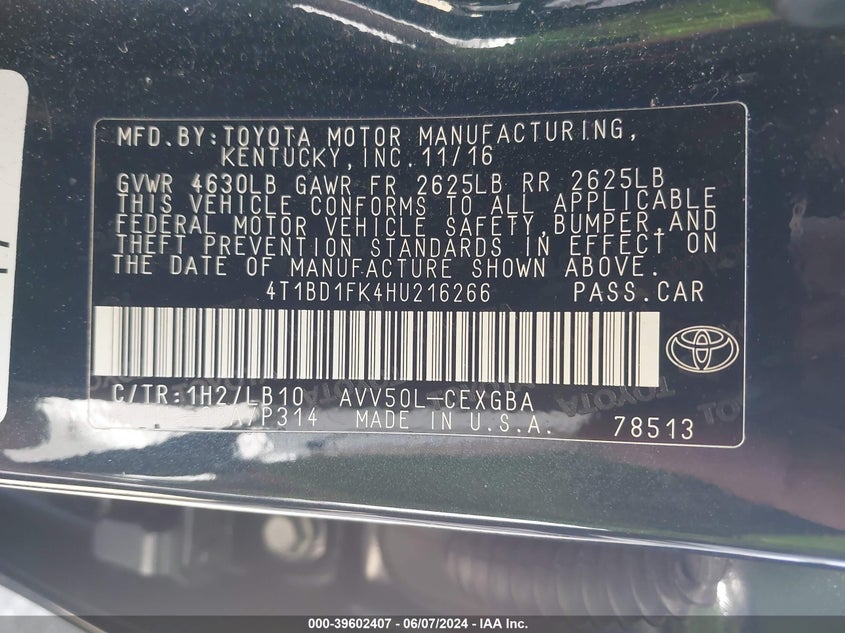 MFD.BY:TOYOTA MOTOR MANUFACTURING,
KENTUCKY,INC.11/16
GVWR 4630LB GAWR FR 2625LB RR 2625LB
THIS VEHICLE CONFORMS TO ALL APPLICABLE
FEDERAL MOTOR VEHICLE SAFETY,BUMPER,AND
THEFT PREVENTION STANDARDS IN EFFECT ON
THE DATE OF MANUFACTURE SHOWN ABOVE.
4T1BD1FK4HU216266 PASS.CAR
C/TR:1H2/LB10 AVV50L-CEXGBA
A7P314 MADE IN U.S.A. 78513
000-39602407 - 06/07/2024 - IAA Inc.